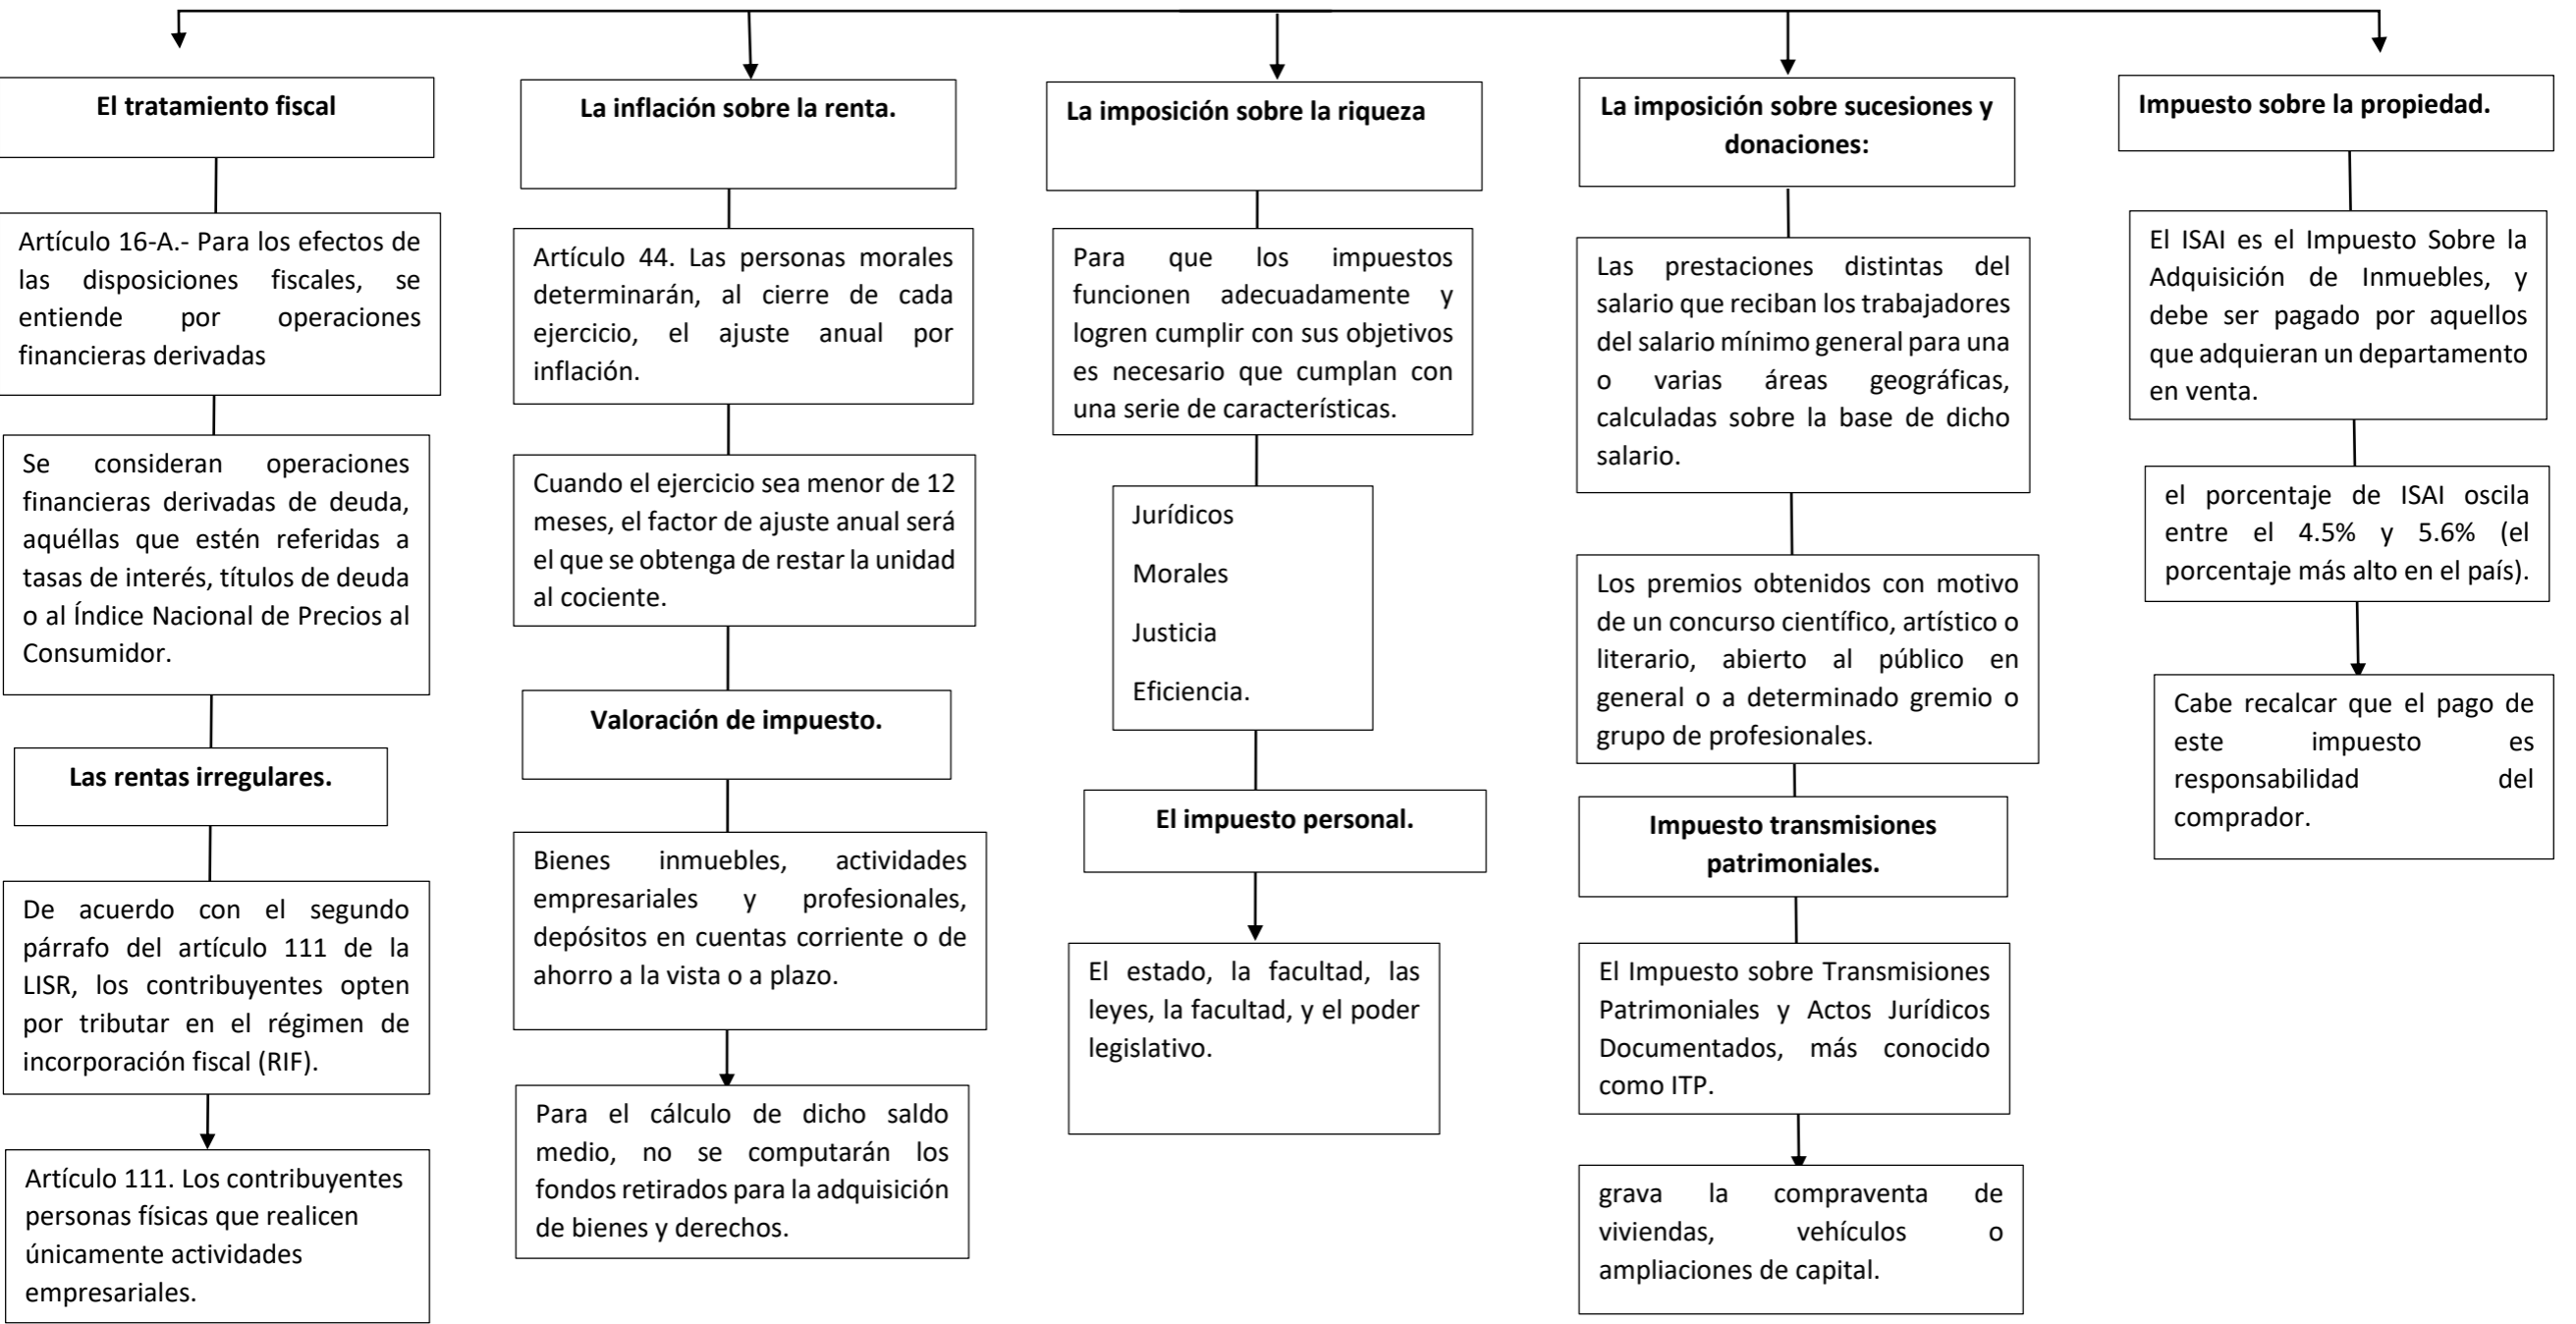 El tratamiento fiscal
Artículo 16-A.- Para los efectos de
las disposiciones fiscales, se
entiende por operaciones
financieras derivadas
Se consideran operaciones
financieras derivadas de deuda,
aquéllas que estén referidas a
tasas de interés, títulos de deuda
o al Índice Nacional de Precios al
Consumidor.
Las rentas irregulares.
De acuerdo con el segundo
párrafo del artículo 111 de la
LISR, los contribuyentes opten
por tributar en el régimen de
incorporación fiscal (RIF).
Artículo 111. Los contribuyentes
personas físicas que realicen
únicamente actividades
empresariales.
La inflación sobre la renta.
Artículo 44. Las personas morales
determinarán, al cierre de cada
ejercicio, el ajuste anual por
inflación.
Cuando el ejercicio sea menor de 12
meses, el factor de ajuste anual será
el que se obtenga de restar la unidad
al cociente.
Valoración de impuesto.
Bienes inmuebles, actividades
empresariales y profesionales,
depósitos en cuentas corriente o de
ahorro a la vista o a plazo.
Para el cálculo de dicho saldo
medio, no se computarán los
fondos retirados para la adquisición
de bienes y derechos.
La imposición sobre la riqueza
Para que los impuestos
funcionen adecuadamente y
logren cumplir con sus objetivos
es necesario que cumplan con
una serie de características.
Jurídicos
Morales
Justicia
Eficiencia.
El impuesto personal.
El estado, la facultad, las
leyes, la facultad, y el poder
legislativo.
La imposición sobre sucesiones y
donaciones:
Las prestaciones distintas del
salario que reciban los trabajadores
del salario mínimo general para una
o varias áreas geográficas,
calculadas sobre la base de dicho
salario.
Los premios obtenidos con motivo
de un concurso científico, artístico o
literario, abierto al público en
general o a determinado gremio o
grupo de profesionales.
Impuesto transmisiones
patrimoniales.
El Impuesto sobre Transmisiones
Patrimoniales y Actos Jurídicos
Documentados, más conocido
como ITP.
grava la compraventa de
viviendas, vehículos o
ampliaciones de capital.
Impuesto sobre la propiedad.
El ISAI es el Impuesto Sobre la
Adquisición de Inmuebles, y
debe ser pagado por aquellos
que adquieran un departamento
en venta.
el porcentaje de ISAI oscila
entre el 4.5% y 5.6% (el
porcentaje más alto en el país).
Cabe recalcar que el pago de
este impuesto es
responsabilidad del
comprador.